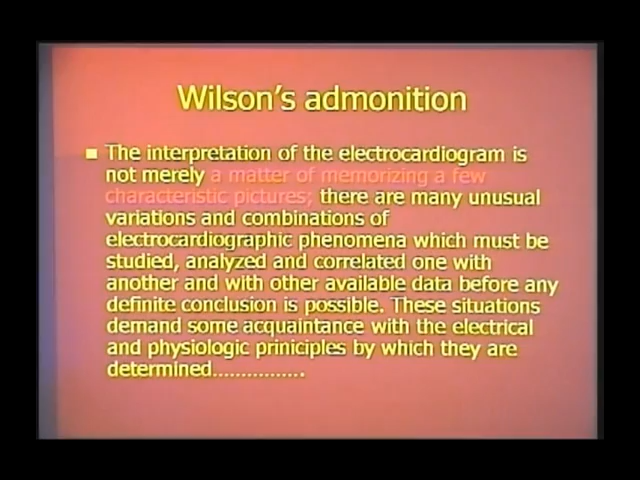 Wilson's admonition
The interpretation of the electrocardiogram is
not merely a matter of memorizing a few
characteristic pictures; there are many unusual
variations and combinations of
electrocardiographic phenomena which must be
studied, analyzed and correlated one with
another and with other available data before any
definite conclusion is possible. These situations
demand some acquaintance with the electrical
and physiologic priniciples by which they are
determined................